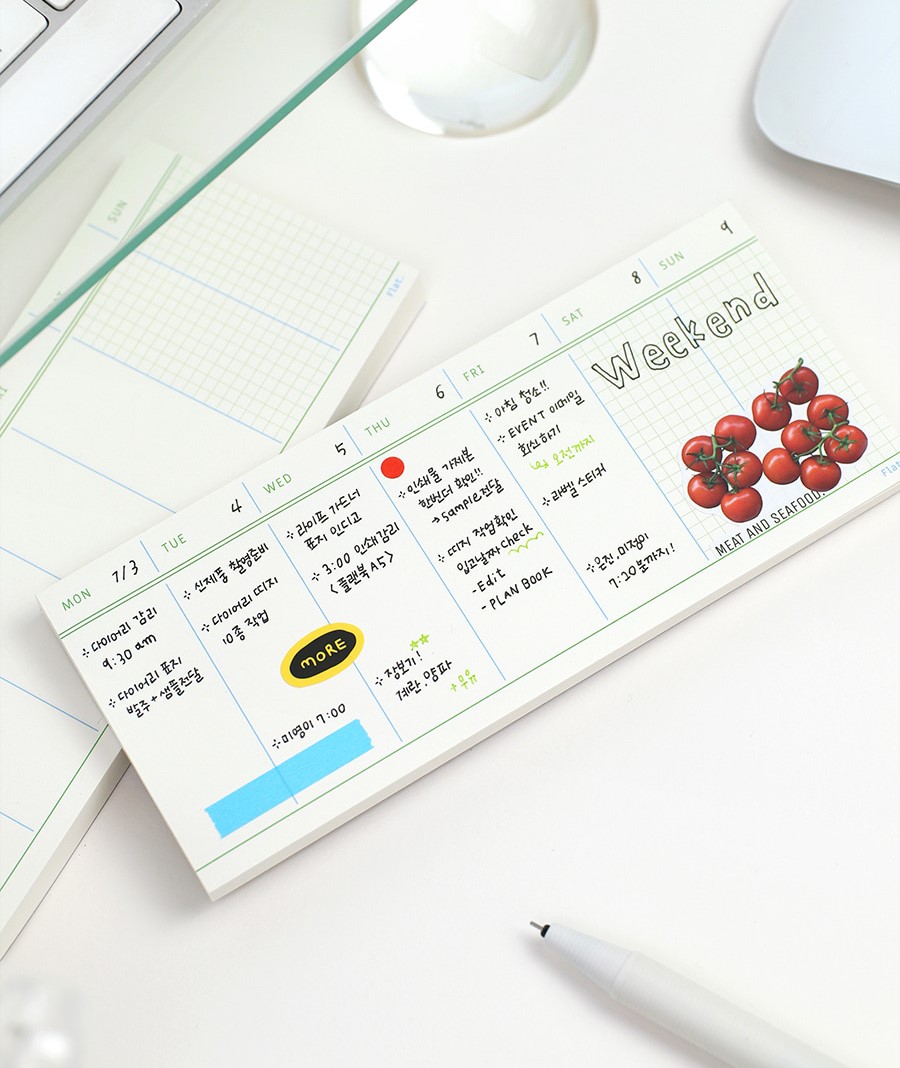 SUN
Flat.
MON 7/3
TUE 4
WED 5
THU 6
FRI 7
SAT 8
SUN 9
다이어리 감리
9:30 am
다이어리 표지
발주 + 샘플전달
신제품 촬영준비
다이어리 띠지
10종 작업
라이프 가드너
표지 인디고
3:00 인쇄감리
<플랜북 A5>
MORE
미영이 7:00
인쇄물 가제본
한번더 확인!!
→ sample 전달
띠지 작업확인
입고날짜 check
-Edit
- PLAN BOOK
장보기!
계란. 양파
+우유
아침 청소!!
EVENT 이메일
회신하기
오전까지
라벨 스티커
은진.미정이
7:20 분까지!
Weekend
MEAT AND SEAFOOD.
Flat.